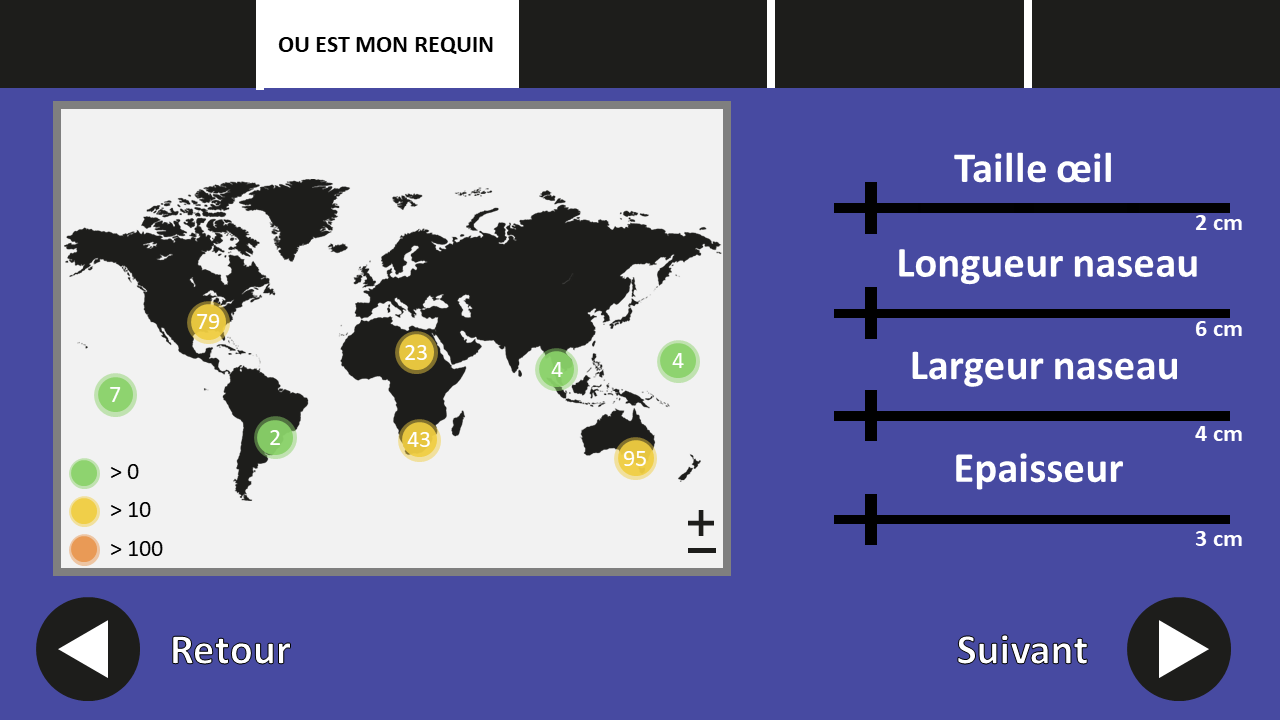 OU EST MON REQUIN
79
23
4
4
7
2
43
95
> 0
> 10
> 100
Taille œil
2 cm
Longueur naseau
6 cm
Largeur naseau
4 cm
Epaisseur
3 cm
Retour
Suivant